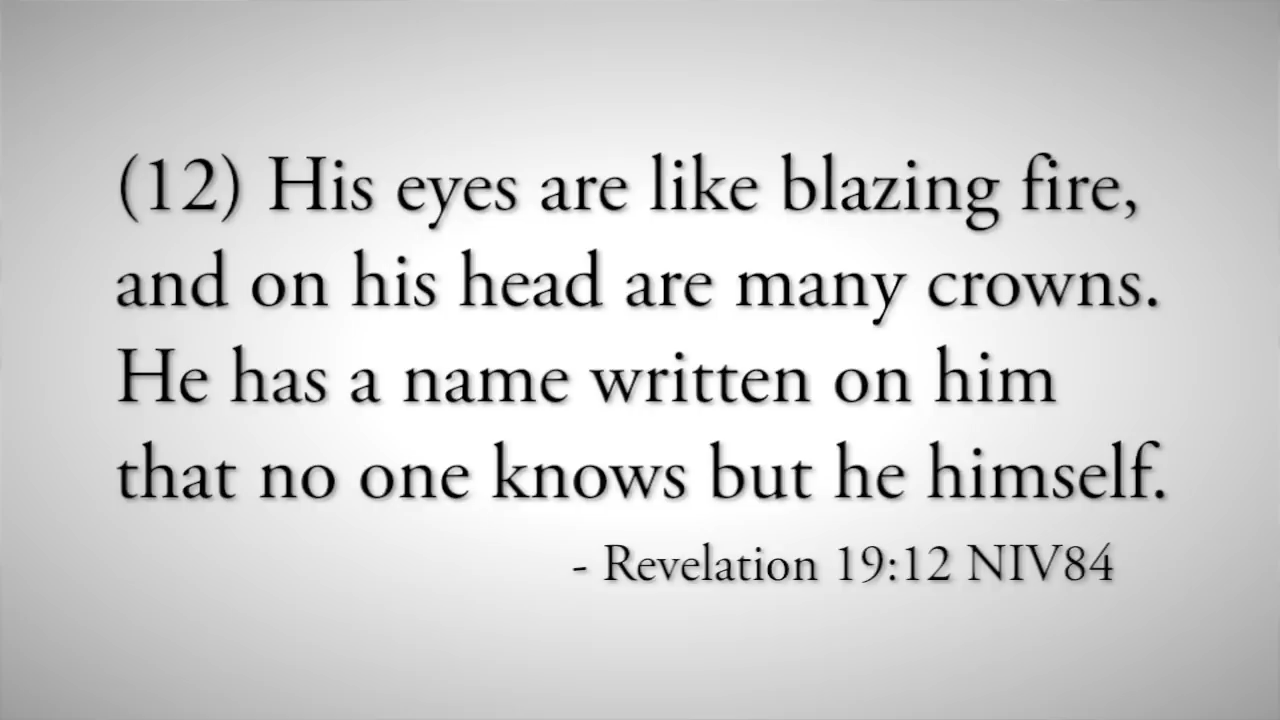 (12) His eyes are like blazing fire,
and on his head are many crowns.
He has a name written on him
that no one knows but he himself.
- Revelation 19:12 NIV84